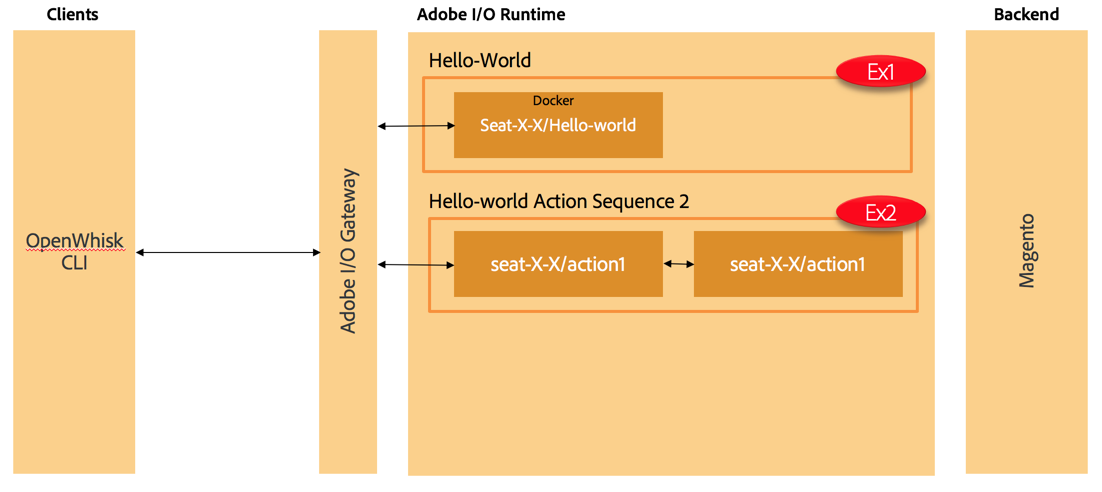 Clients
Adobe I/O Runtime
Backend
Hello-World
Ex1
Docker
Seat-X-X/Hello-world
Hello-world Action Sequence 2
Ex2
seat-X-X/action1
seat-X-X/action1
OpenWhisk
CLI
Adobe I/O Gateway
Magento